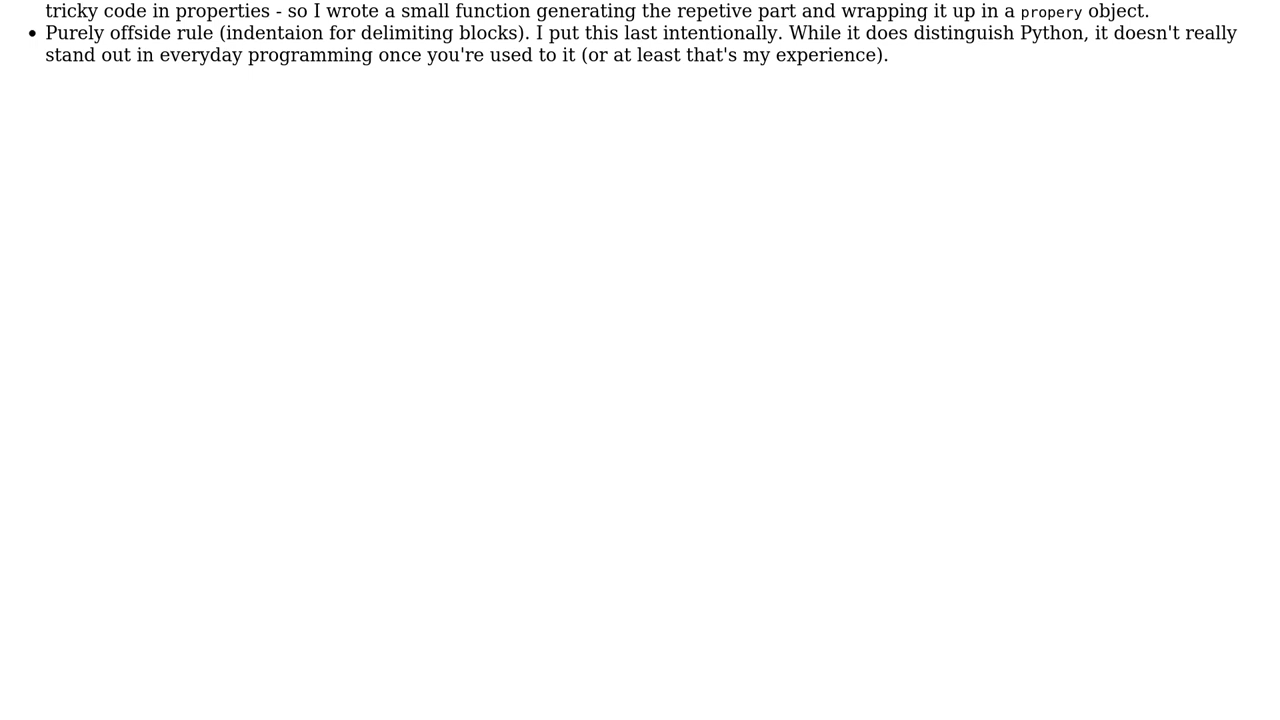 tricky code in properties - so I wrote a small function generating the repetive part and wrapping it up in a propery object.
• Purely offside rule (indentaion for delimiting blocks). I put this last intentionally. While it does distinguish Python, it doesn't really
stand out in everyday programming once you're used to it (or at least that's my experience).